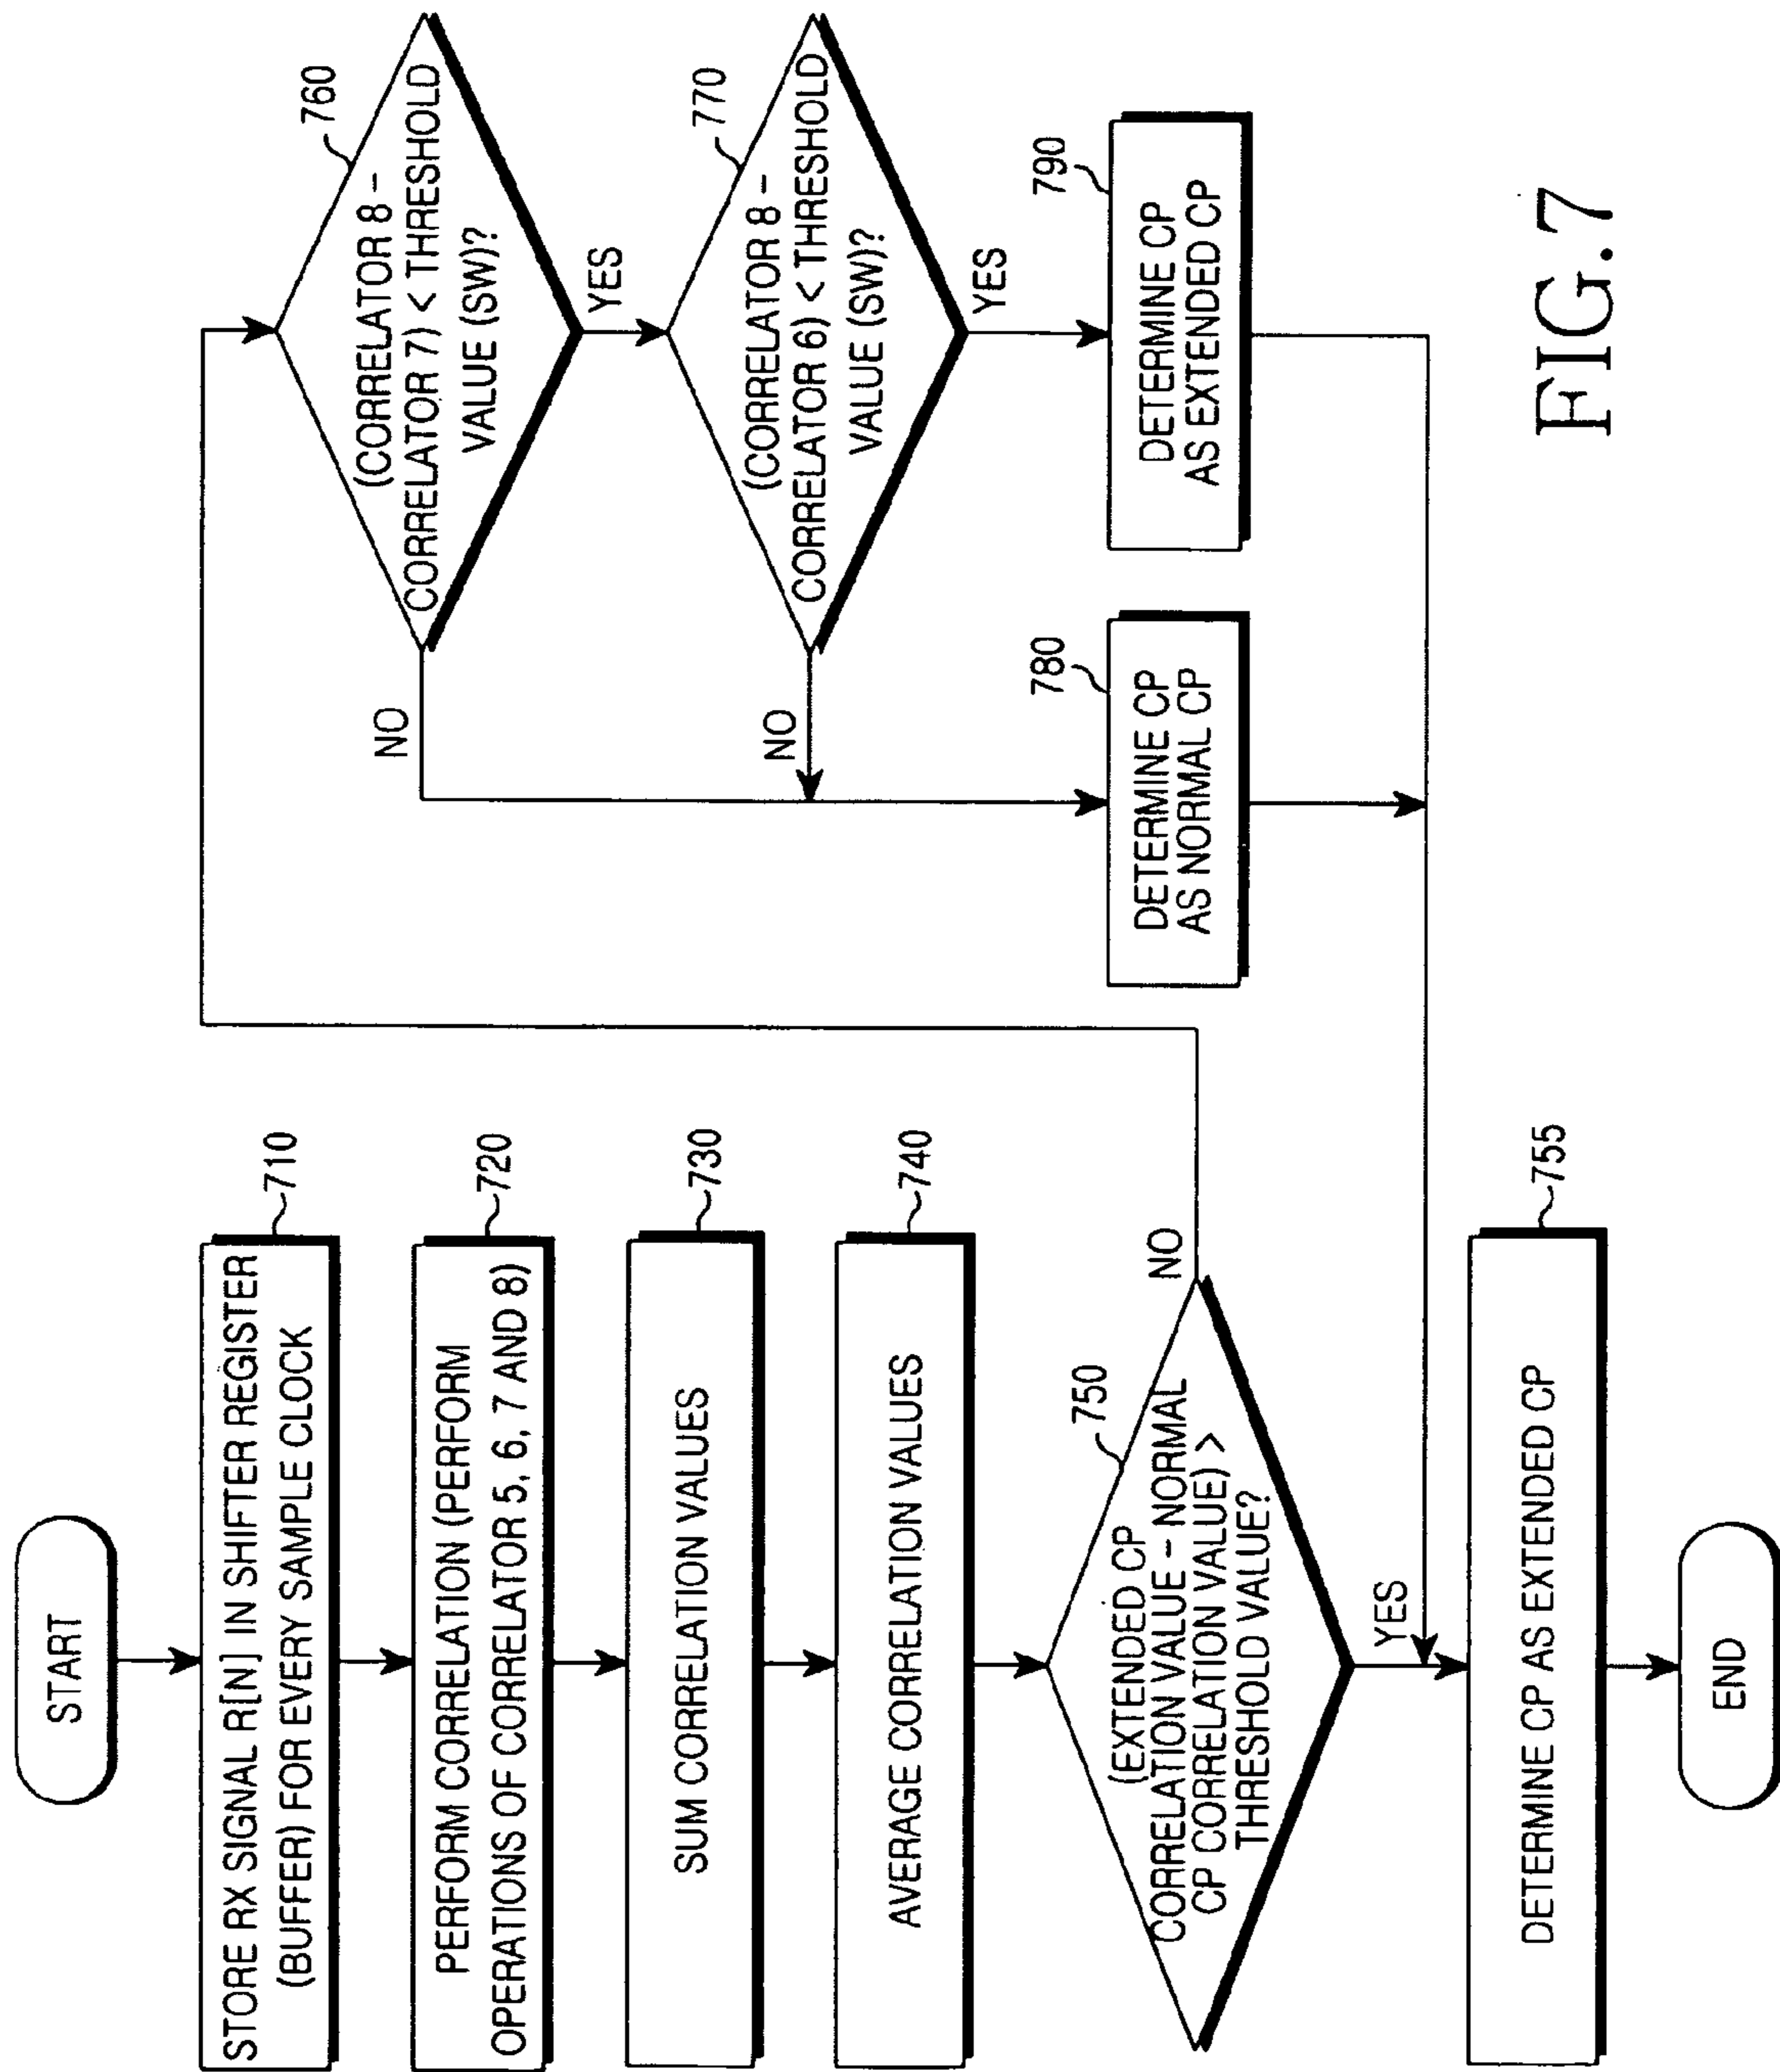 START
STORE RX SIGNAL R[N] IN SHIFTER REGISTER
(BUFFER) FOR EVERY SAMPLE CLOCK
710
PERFORM CORRELATION (PERFORM
OPERATIONS OF CORRELATOR 5, 6, 7 AND 8)
720
SUM CORRELATION VALUES
730
AVERAGE CORRELATION VALUES
740
750
(EXTENDED CP
CORRELATION VALUE – NORMAL
CP CORRELATION VALUE) >
THRESHOLD VALUE?
NO
YES
DETERMINE CP AS EXTENDED CP
755
END
760
(CORRELATOR 8 –
CORRELATOR 7) < THRESHOLD
VALUE (SW)?
NO
YES
770
(CORRELATOR 8 –
CORRELATOR 6) < THRESHOLD
VALUE (SW)?
NO
YES
780
DETERMINE CP
AS NORMAL CP
790
DETERMINE CP
AS EXTENDED CP
FIG.7